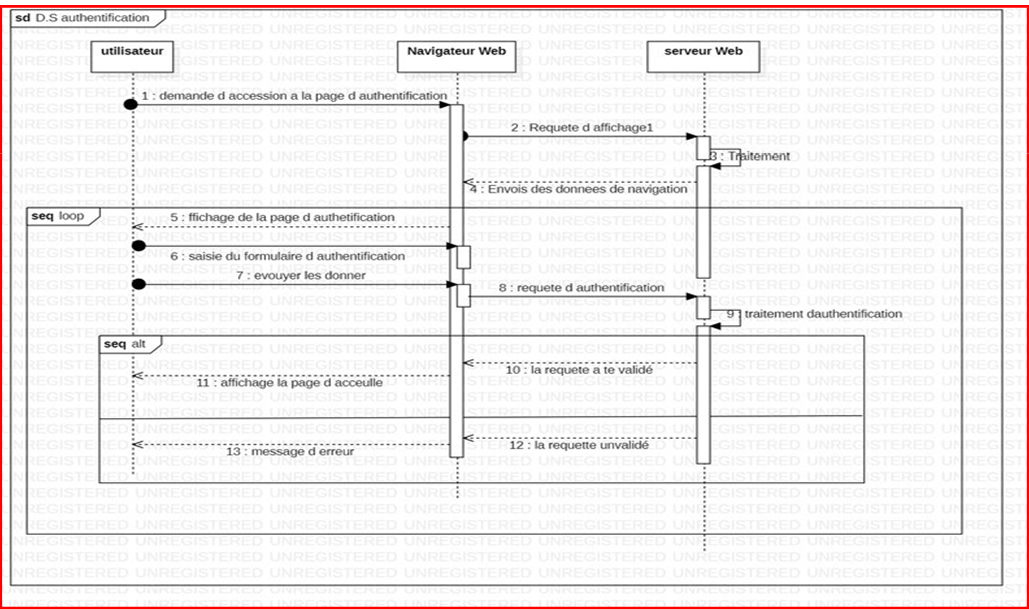 sd D.S authentification
utilisateur
Navigateur Web
serveur Web
1 : demande d accession a la page d authentification
2 : Requete d affichage1
3 : Traitement
4 : Envois des donnees de navigation
seq loop
5 : ffichage de la page d authetification
6 : saisie du formulaire d authentification
7 : evouyer les donner
8 : requete d authentification
9 : traitement dauthentification
seq alt
10 : la requete a te validé
11 : affichage la page d acceulle
12 : la requette unvalidé
13 : message d erreur
UNREGISTERED